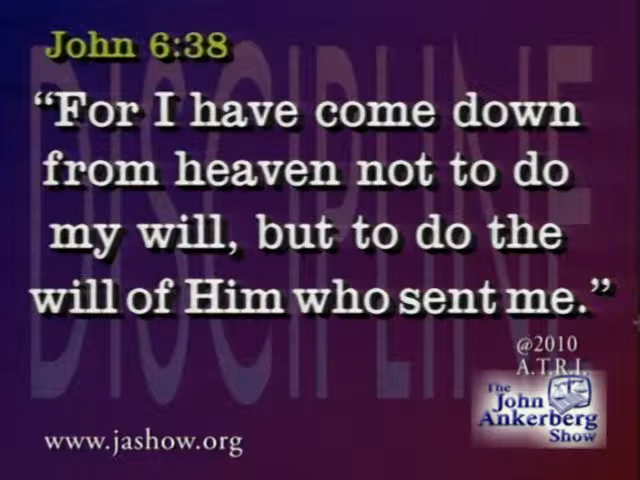 John 6:38
DISCIPLINE
“For I have come down
from heaven not to do
my will, but to do the
will of Him who sent me.”
@2010
A.T.R.I.
The
John
Ankerberg
Show
www.jashow.org